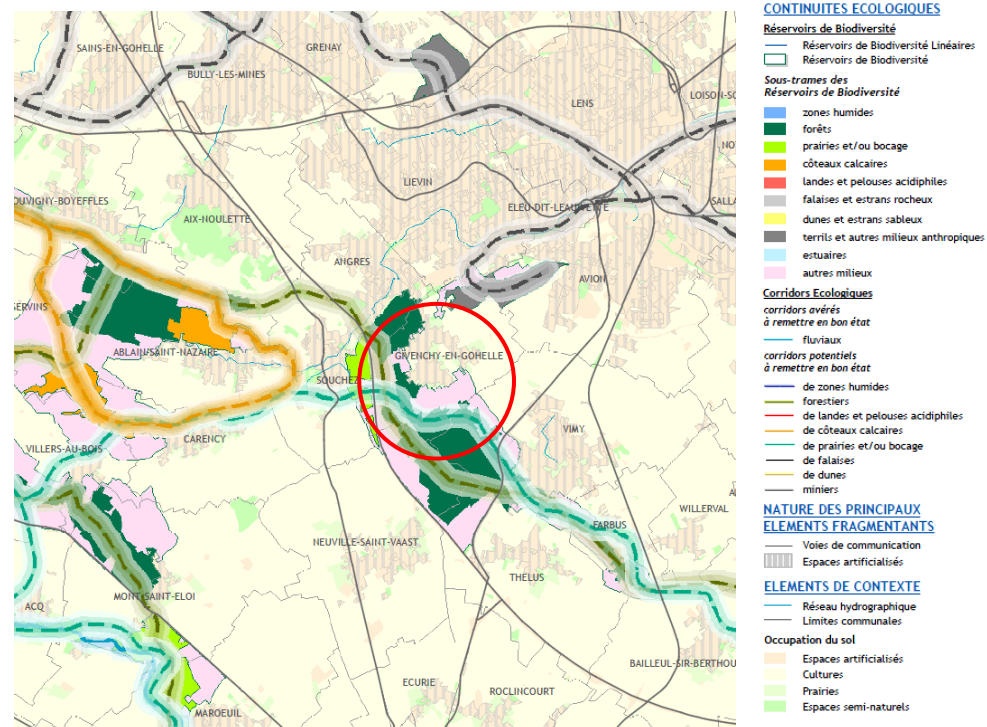 SAINS-EN-GOHELLE
GRENAY
BULLY-LES-MINES
LENS
LOISON-SO
NO
LIEVIN
OUVIGNY-BOYEFFLES
AIX-NOULETTE
ELEU-DIT-LEAUWETTE
SALLA
ANGRES
AVION
SERVINS
ABLAIN-SAINT-NAZAIRE
GIVENCHY-EN-GOHELLE
SOUCHEZ
CARENCY
VIMY
VILLERS-AU-BOIS
WILLERVAL
FARBUS
NEUVILLE-SAINT-VAAST
THELUS
MONT-SAINT-ELOI
ACQ
BAILLEUL-SIR-BERTHOU
ECURIE
ROCLINCOURT
MAROEUIL
CONTINUITES ECOLOGIQUES
Réservoirs de Biodiversité
Réservoirs de Biodiversité Linéaires
Réservoirs de Biodiversité
Sous-trames des
Réservoirs de Biodiversité
zones humides
forêts
prairies et/ou bocage
côteaux calcaires
landes et pelouses acidiphiles
falaises et estrans rocheux
dunes et estrans sableux
terrils et autres milieux anthropiques
estuaires
autres milieux
Corridors Ecologiques
corridors avérés
à remettre en bon état
fluviaux
corridors potentiels
à remettre en bon état
de zones humides
forestiers
de landes et pelouses acidiphiles
de côteaux calcaires
de prairies et/ou bocage
de falaises
de dunes
miniers
NATURE DES PRINCIPAUX
ELEMENTS FRAGMENTANTS
Voies de communication
Espaces artificialisés
ELEMENTS DE CONTEXTE
Réseau hydrographique
Limites communales
Occupation du sol
Espaces artificialisés
Cultures
Prairies
Espaces semi-naturels